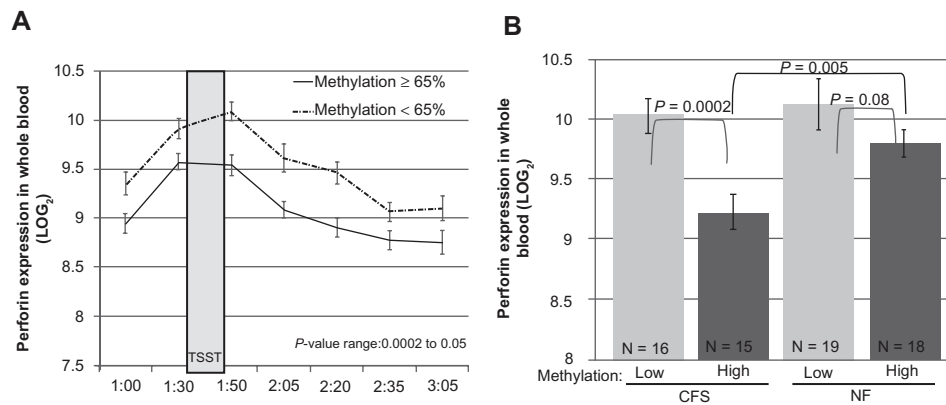 A
Perforin expression in whole blood
(LOG2)
10.5
10
9.5
9
8.5
8
7.5
Methylation ≥ 65%
Methylation < 65%
TSST
P-value range:0.0002 to 0.05
1:00 1:30 1:50 2:05 2:20 2:35 3:05
B
Perforin expression in whole
blood (LOG2)
10.5
10
9.5
9
8.5
8
P = 0.005
P = 0.0002
P = 0.08
N = 16 N = 15 N = 19 N = 18
Methylation: Low High Low High
CFS NF